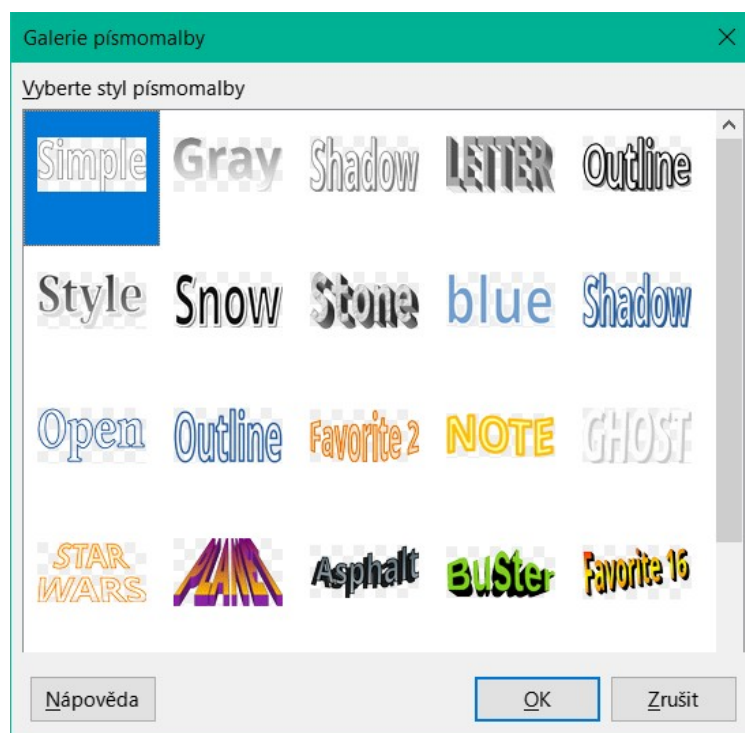 Galerie písmomalby
Vyberte styl písmomalby
Simple Gray Shadow LETTER Outline
Style Snow Stone blue Shadow
Open Outline Favorite 2 NOTE GHOST
STAR WARS PLANET Asphalt BuSter Favorite 16
Nápověda OK Zrušit